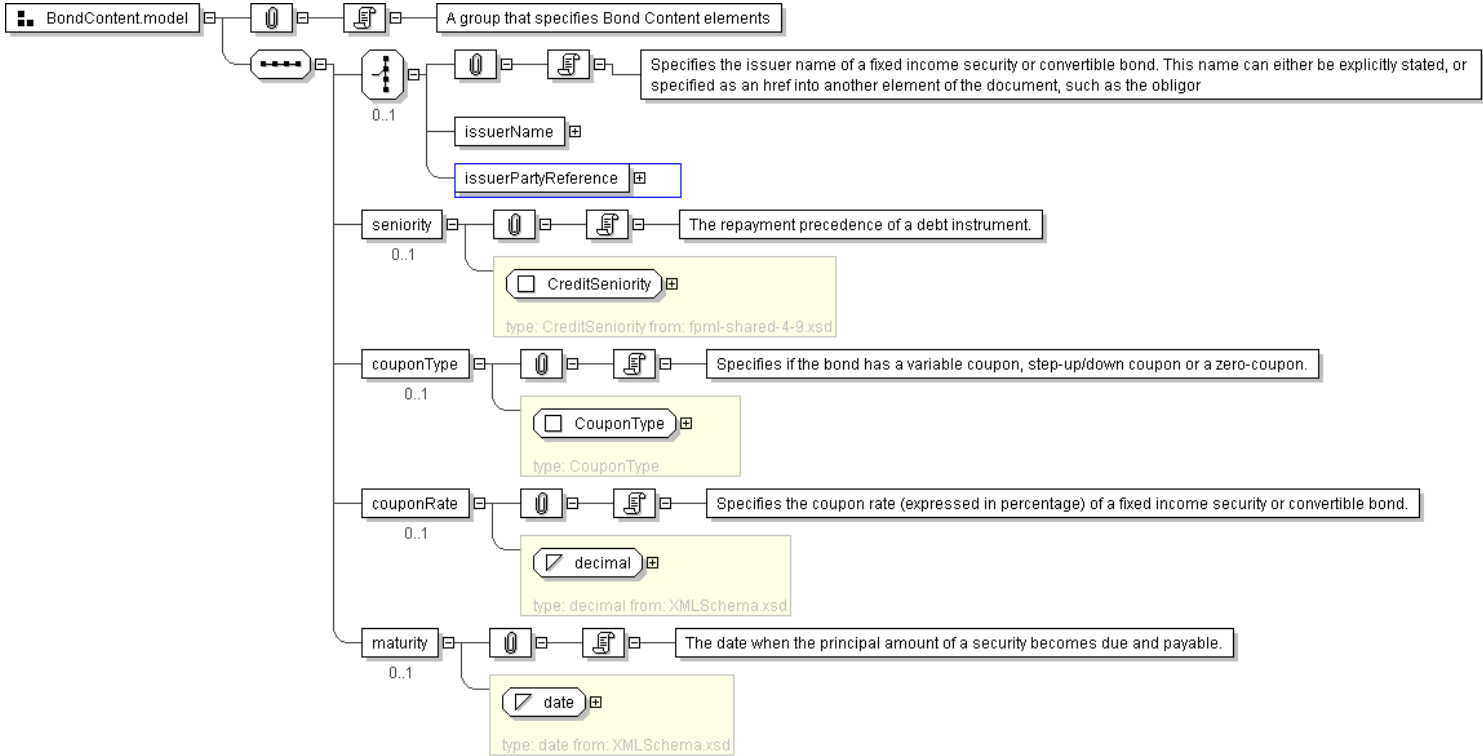 BondContent.model
A group that specifies Bond Content elements
Specifies the issuer name of a fixed income security or convertible bond. This name can either be explicitly stated, or
specified as an href into another element of the document, such as the obligor
0..1
issuerName
issuerPartyReference
seniority
The repayment precedence of a debt instrument.
0..1
CreditSeniority
type: CreditSeniority from: fpml-shared-4-9.xsd
couponType
Specifies if the bond has a variable coupon, step-up/down coupon or a zero-coupon.
0..1
CouponType
type: CouponType
couponRate
Specifies the coupon rate (expressed in percentage) of a fixed income security or convertible bond.
0..1
decimal
type: decimal from: XMLSchema.xsd
maturity
The date when the principal amount of a security becomes due and payable.
0..1
date
type: date from: XMLSchema.xsd